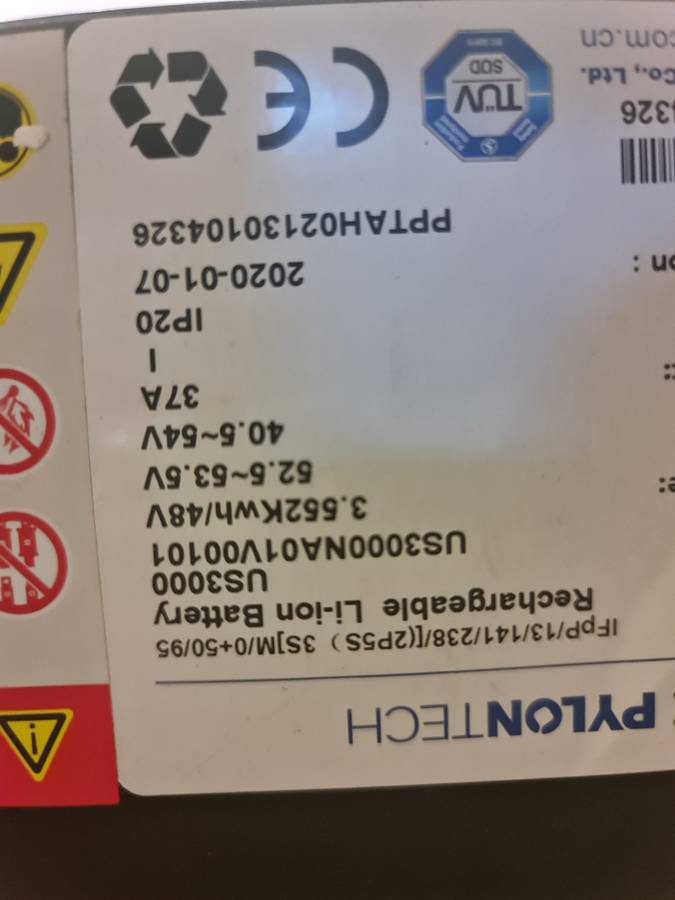 PYLONTECH
IFpP/13/141/238/[(2P5S) 3S]M/0+50/95
Rechargeable Li-ion Battery
US3000
US3000NA01V00101
3.552Kwh/48V
e:
52.5~53.5V
40.5~54V
37A
:
I
IP20
on :
2020-01-07
PPTAH02130104326
4326
Co., Ltd.
com.cn
TÜV
SÜD
CE
i